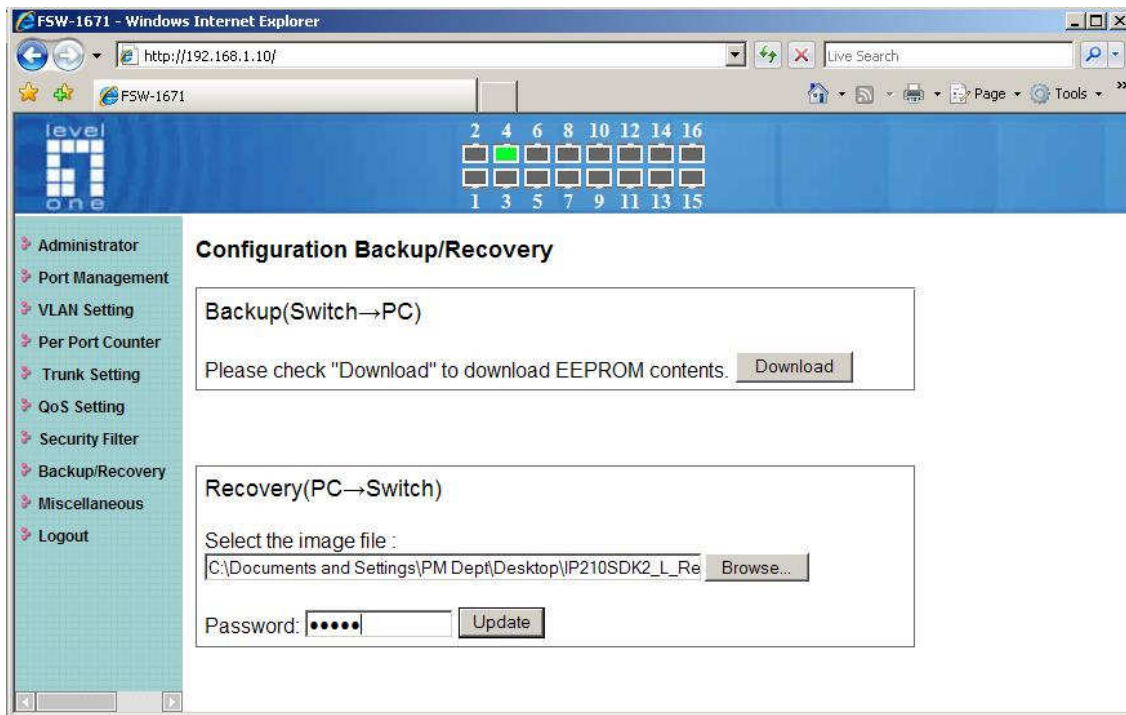 FSW-1671 - Windows Internet Explorer
http://192.168.1.10/
Live Search
FSW-1671
Page
Tools
level
one
2 4 6 8 10 12 14 16
1 3 5 7 9 11 13 15
Administrator
Port Management
VLAN Setting
Per Port Counter
Trunk Setting
QoS Setting
Security Filter
Backup/Recovery
Miscellaneous
Logout
Configuration Backup/Recovery
Backup(Switch→PC)
Please check "Download" to download EEPROM contents. Download
Recovery(PC→Switch)
Select the image file :
C:\Documents and Settings\PM Dept\Desktop\IP210SDK2_L_Re Browse...
Password: ••••• Update